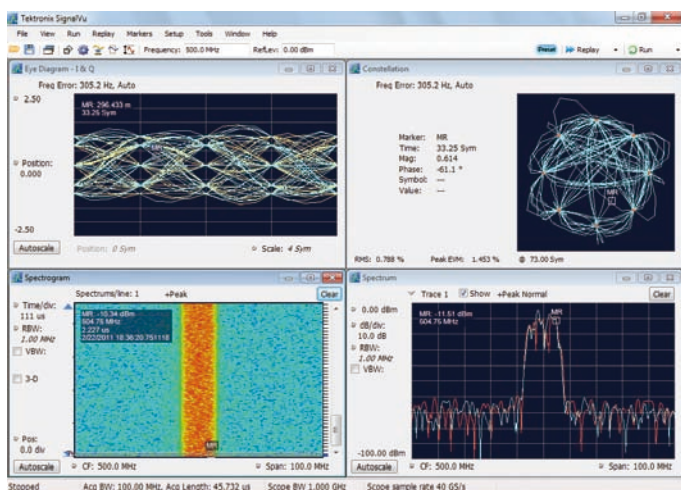 Tektronix SignalVu
File View Run Replay Markers Setup Tools Window Help
Frequency: 500.0 MHz RefLev: 0.00 dBm Preset Replay Run
Eye Diagram - I & Q
Freq Error: 305.2 Hz, Auto
2.50
MR: 296.433 m
33.25 Sym
MR
Position:
0.000
-2.50
Autoscale Position: 0 Sym Scale: 4 Sym
Constellation
Freq Error: 305.2 Hz, Auto
Marker: MR
Time: 33.25 Sym
Mag: 0.614
Phase: -61.1 °
Symbol: ---
Value: ---
MR
RMS: 0.788 % Peak EVM: 1.453 % @ 73.00 Sym
Spectrogram
Spectrums/line: 1 +Peak Clear
Time/div:
111 us
RBW:
1.00 MHz
VBW:
3-D
Pos:
0.0 div
MR: -10.34 dBm
504.75 MHz
2.227 us
2/22/2011 18:36:20.751118
MR
Autoscale CF: 500.0 MHz Span: 100.0 MHz
Spectrum
Trace 1 Show +Peak Normal Clear
0.00 dBm
dB/div:
10.0 dB
RBW:
1.00 MHz
VBW:
MR: -11.51 dBm
504.75 MHz
MR
-100.00 dBm
Autoscale CF: 500.0 MHz Span: 100.0 MHz
Stopped Acq BW: 100.00 MHz, Acq Length: 45.732 us Scope BW 1.000 GHz Scope sample rate 40 GS/s